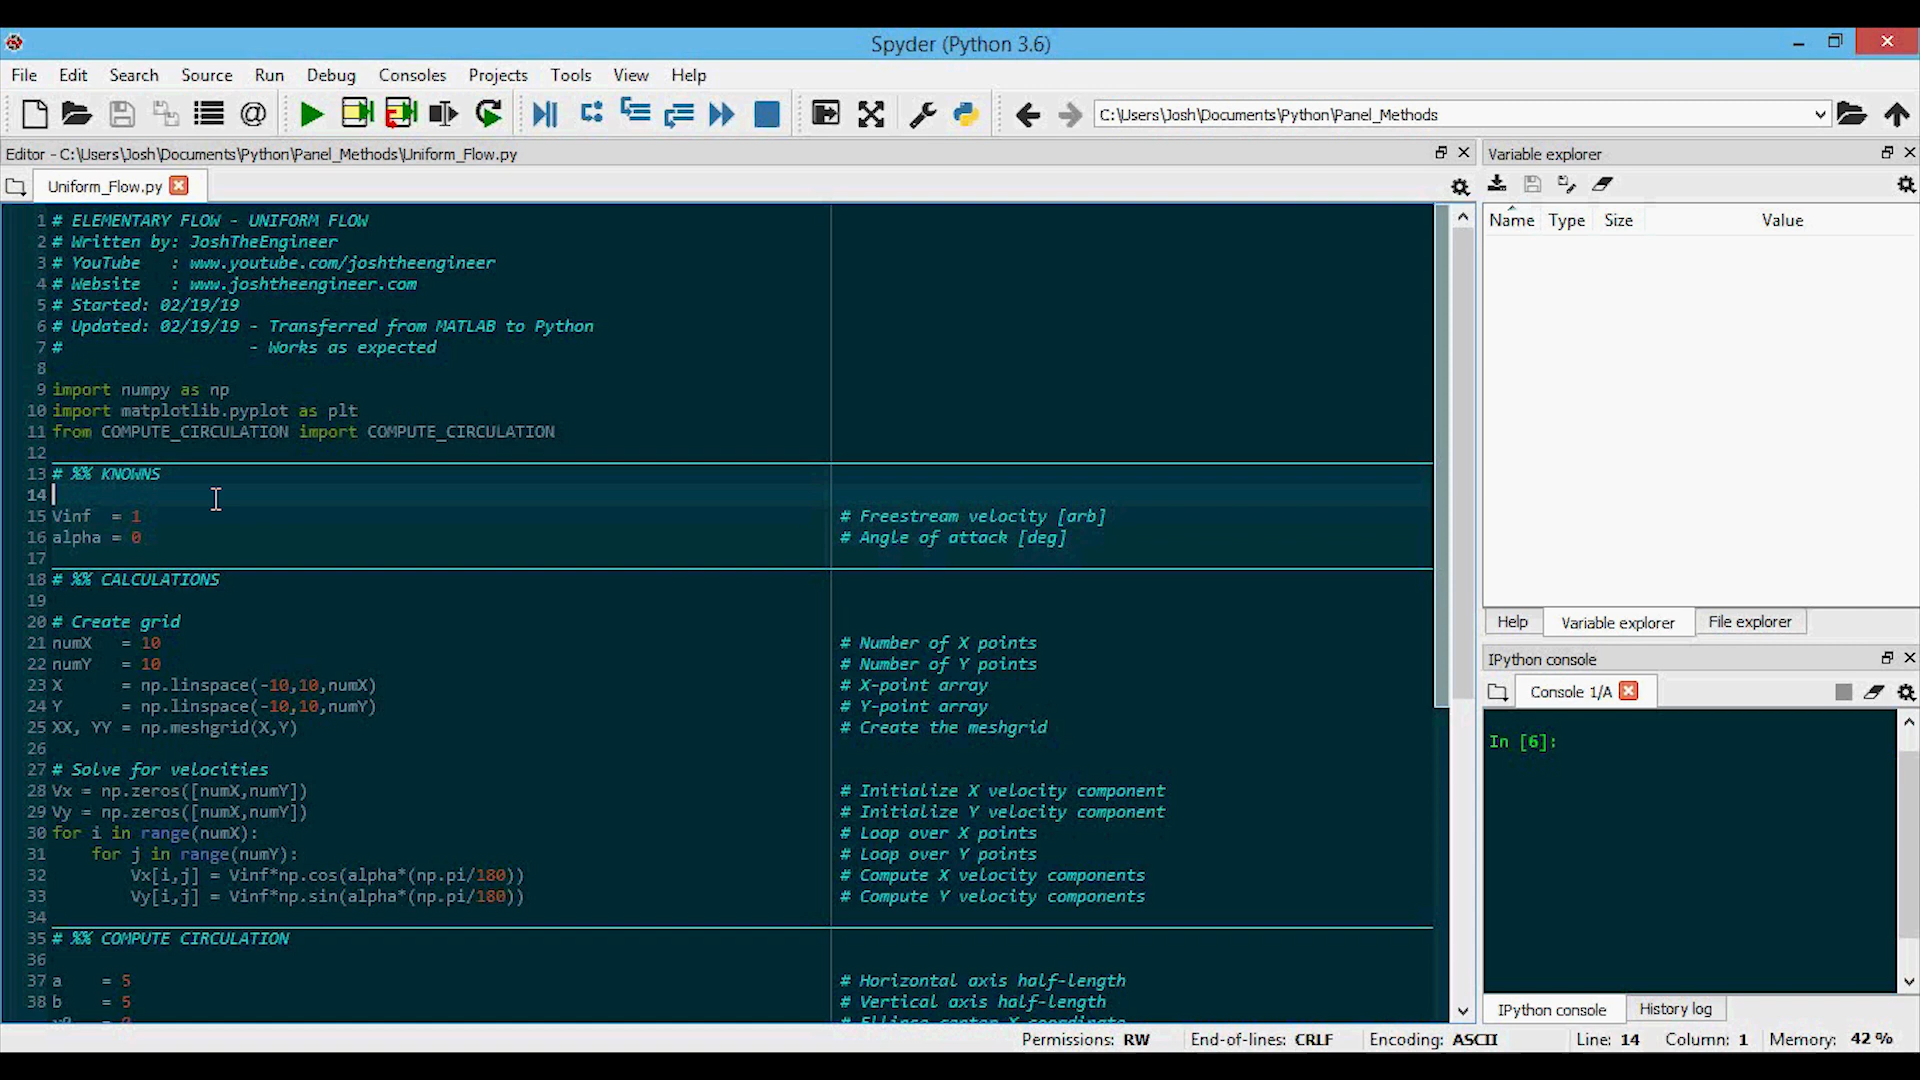 Spyder (Python 3.6)
File Edit Search Source Run Debug Consoles Projects Tools View Help
C:\Users\Josh\Documents\Python\Panel_Methods
Editor - C:\Users\Josh\Documents\Python\Panel_Methods\Uniform_Flow.py
Uniform_Flow.py
1 # ELEMENTARY FLOW - UNIFORM FLOW
2 # Written by: JoshTheEngineer
3 # YouTube   : www.youtube.com/joshtheengineer
4 # Website   : www.joshtheengineer.com
5 # Started: 02/19/19
6 # Updated: 02/19/19 - Transferred from MATLAB to Python
7 #                   - Works as expected
8
9 import numpy as np
10 import matplotlib.pyplot as plt
11 from COMPUTE_CIRCULATION import COMPUTE_CIRCULATION
12
13 # %% KNOWNS
14
15 Vinf  = 1 # Freestream velocity [arb]
16 alpha = 0 # Angle of attack [deg]
17
18 # %% CALCULATIONS
19
20 # Create grid
21 numX   = 10 # Number of X points
22 numY   = 10 # Number of Y points
23 X      = np.linspace(-10,10,numX) # X-point array
24 Y      = np.linspace(-10,10,numY) # Y-point array
25 XX, YY = np.meshgrid(X,Y) # Create the meshgrid
26
27 # Solve for velocities
28 Vx = np.zeros([numX,numY]) # Initialize X velocity component
29 Vy = np.zeros([numX,numY]) # Initialize Y velocity component
30 for i in range(numX): # Loop over X points
31     for j in range(numY): # Loop over Y points
32         Vx[i,j] = Vinf*np.cos(alpha*(np.pi/180)) # Compute X velocity components
33         Vy[i,j] = Vinf*np.sin(alpha*(np.pi/180)) # Compute Y velocity components
34
35 # %% COMPUTE CIRCULATION
36
37 a    = 5 # Horizontal axis half-length
38 b    = 5 # Vertical axis half-length
# Ellipse center X coordinate
Variable explorer
Name Type Size Value
Help Variable explorer File explorer
IPython console
Console 1/A
In [6]:
IPython console History log
Permissions: RW End-of-lines: CRLF Encoding: ASCII Line: 14 Column: 1 Memory: 42 %